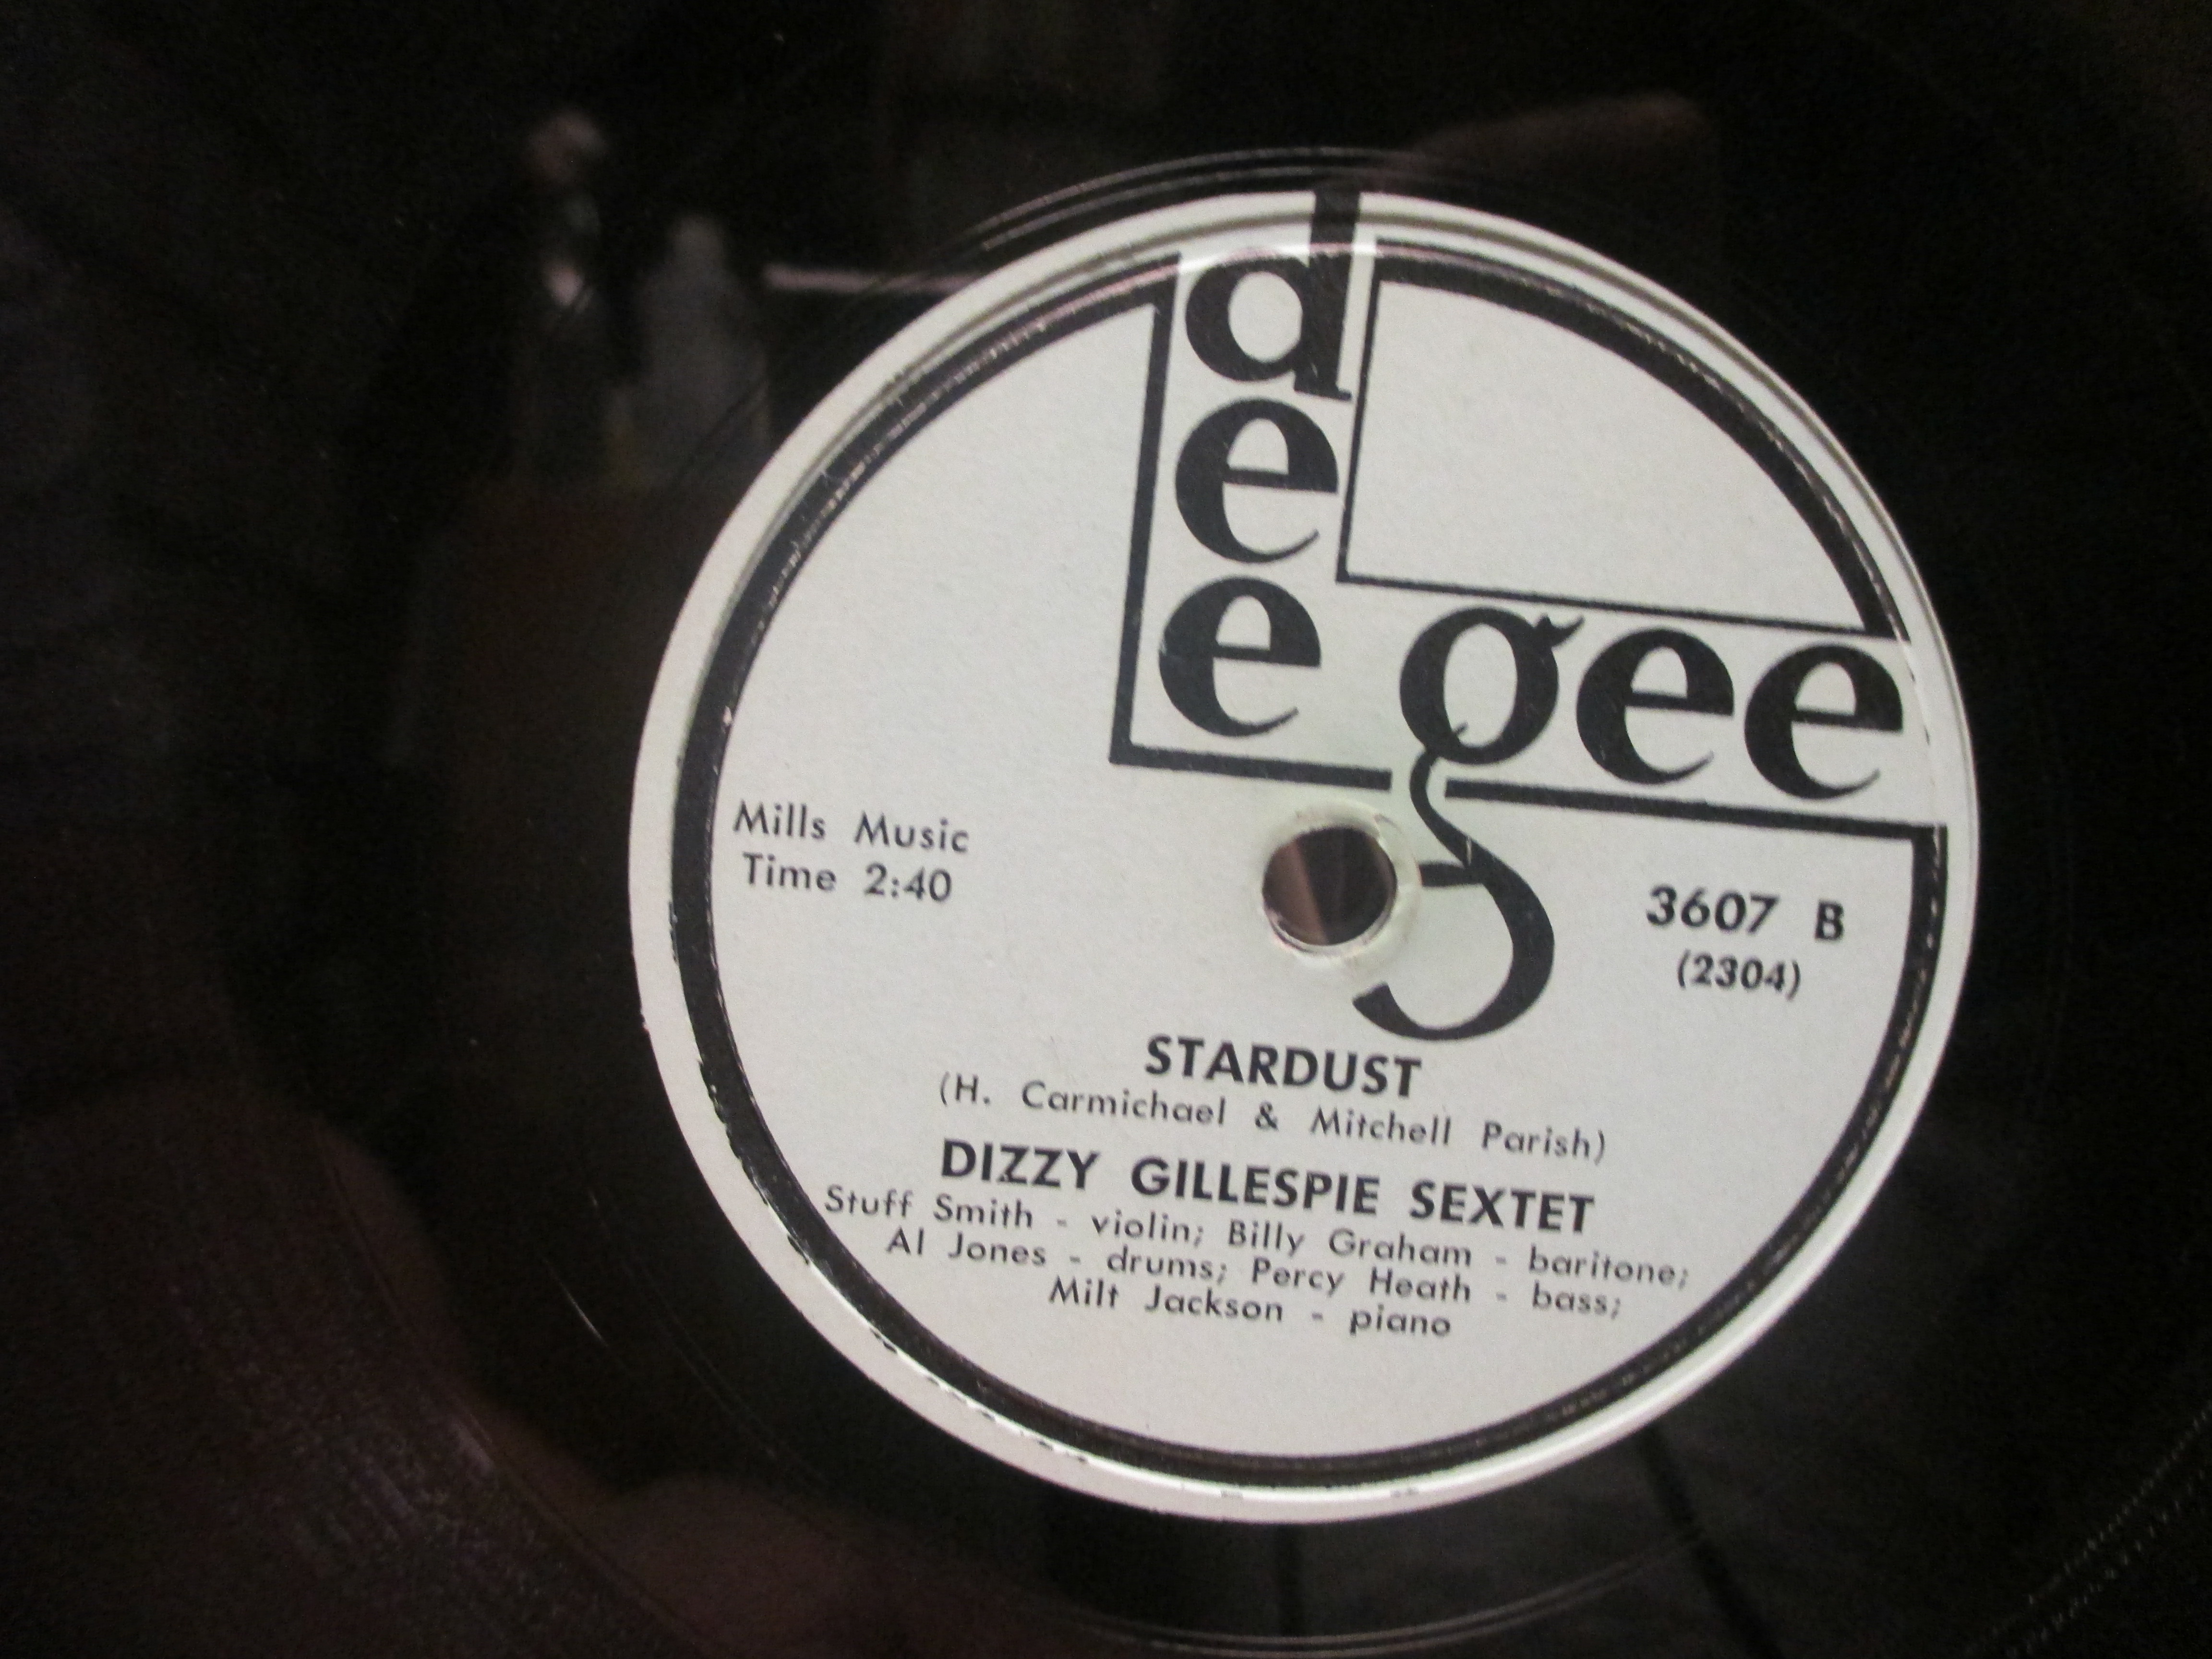 dee gee
Mills Music
Time 2:40
3607 B
(2304)
STARDUST
(H. Carmichael & Mitchell Parish)
DIZZY GILLESPIE SEXTET
Stuff Smith - violin; Billy Graham - baritone;
Al Jones - drums; Percy Heath - bass;
Milt Jackson - piano